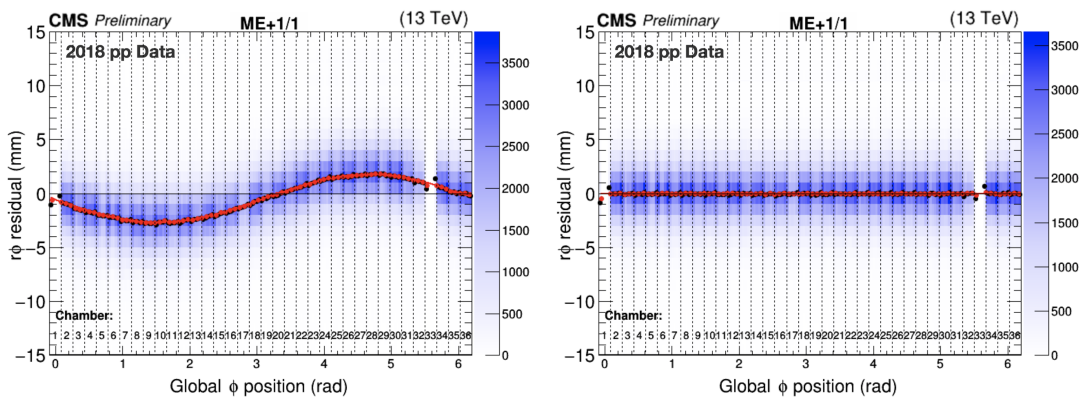 CMS Preliminary ME+1/1 (13 TeV)
2018 pp Data
15
10
5
0
−5
−10
−15
rφ residual (mm)
Chamber:
1 2 3 4 5 6 7 8 9 10 11 12 13 14 15 16 17 18 19 20 21 22 23 24 25 26 27 28 29 30 31 32 33 34 35 36
0 1 2 3 4 5 6
Global φ position (rad)
3500
3000
2500
2000
1500
1000
500
0
CMS Preliminary ME+1/1 (13 TeV)
2018 pp Data
15
10
5
0
−5
−10
−15
rφ residual (mm)
Chamber:
1 2 3 4 5 6 7 8 9 10 11 12 13 14 15 16 17 18 19 20 21 22 23 24 25 26 27 28 29 30 31 32 33 34 35 36
0 1 2 3 4 5 6
Global φ position (rad)
3500
3000
2500
2000
1500
1000
500
0